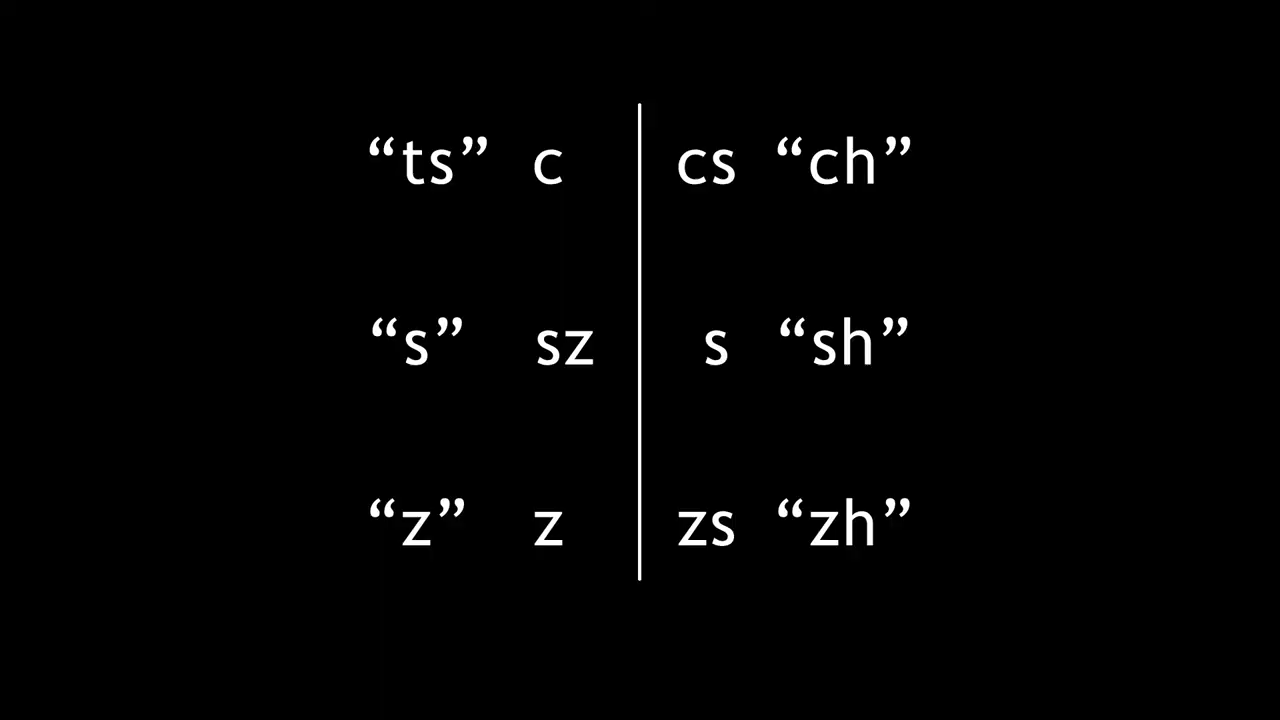 “ts” c cs “ch”
“s” sz s “sh”
“z” z zs “zh”